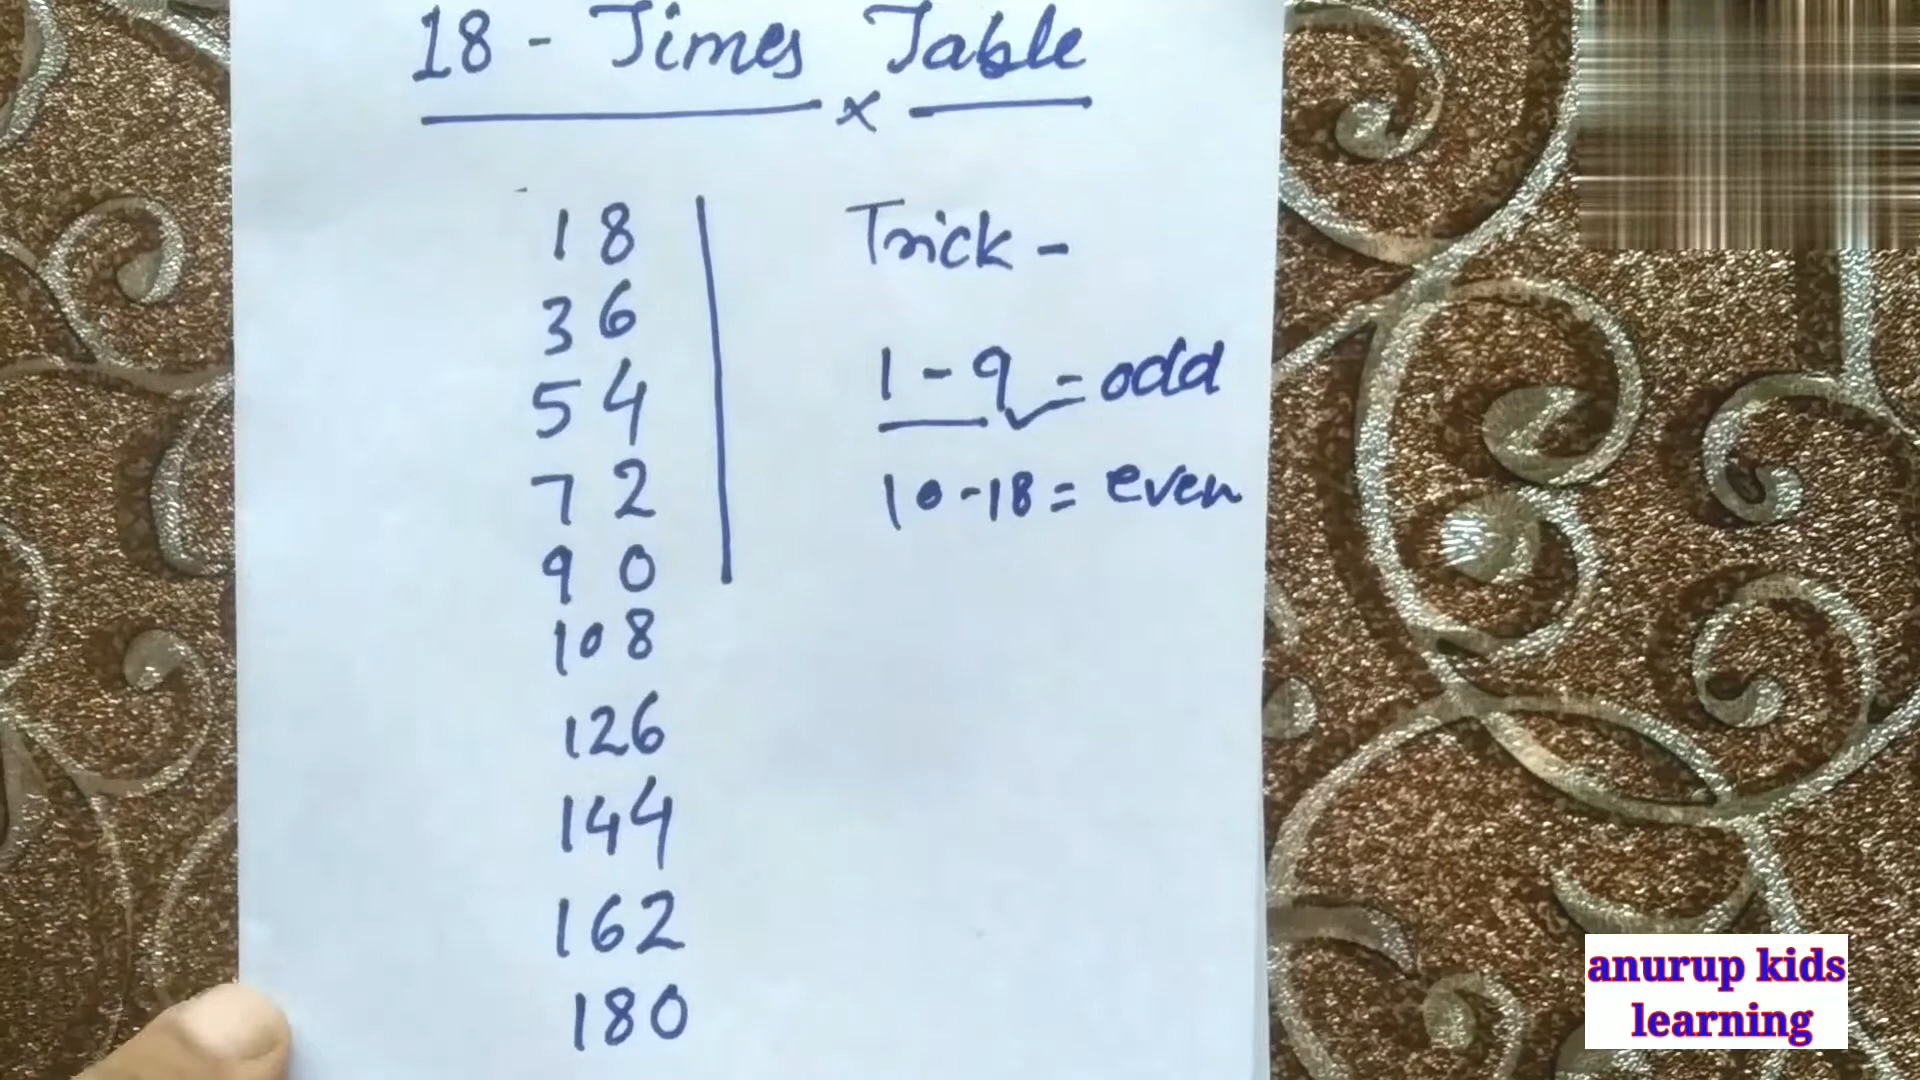 18 - Times Table
x
18
36
54
72
90
108
126
144
162
180
Trick -
1 - 9 = odd
10 - 18 = even
anurup kids
learning